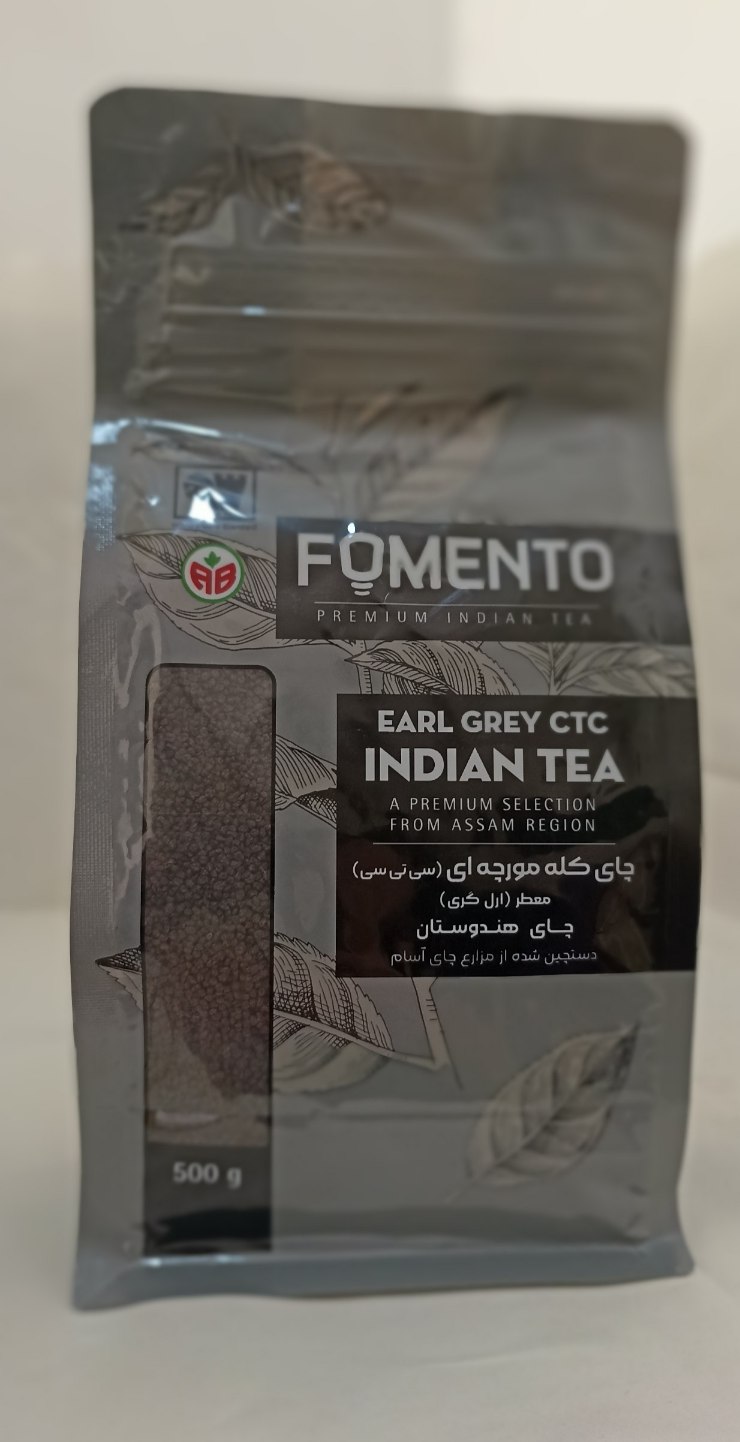 AB
FOMENTO
PREMIUM INDIAN TEA
EARL GREY CTC
INDIAN TEA
A PREMIUM SELECTION
FROM ASSAM REGION
چای کله مورچه ای (سی تی سی)
معطر (ارل گری)
چای هندوستان
دستچین شده از مزارع چای آسام
500 g